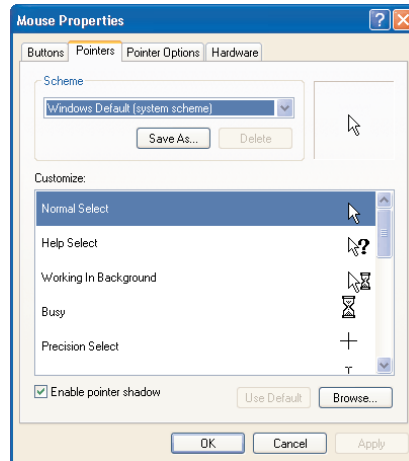 Mouse Properties
Buttons Pointers Pointer Options Hardware
Scheme
Windows Default (system scheme)
Save As... Delete
Customize:
Normal Select
Help Select
Working In Background
Busy
Precision Select
Enable pointer shadow Use Default Browse...
OK Cancel Apply